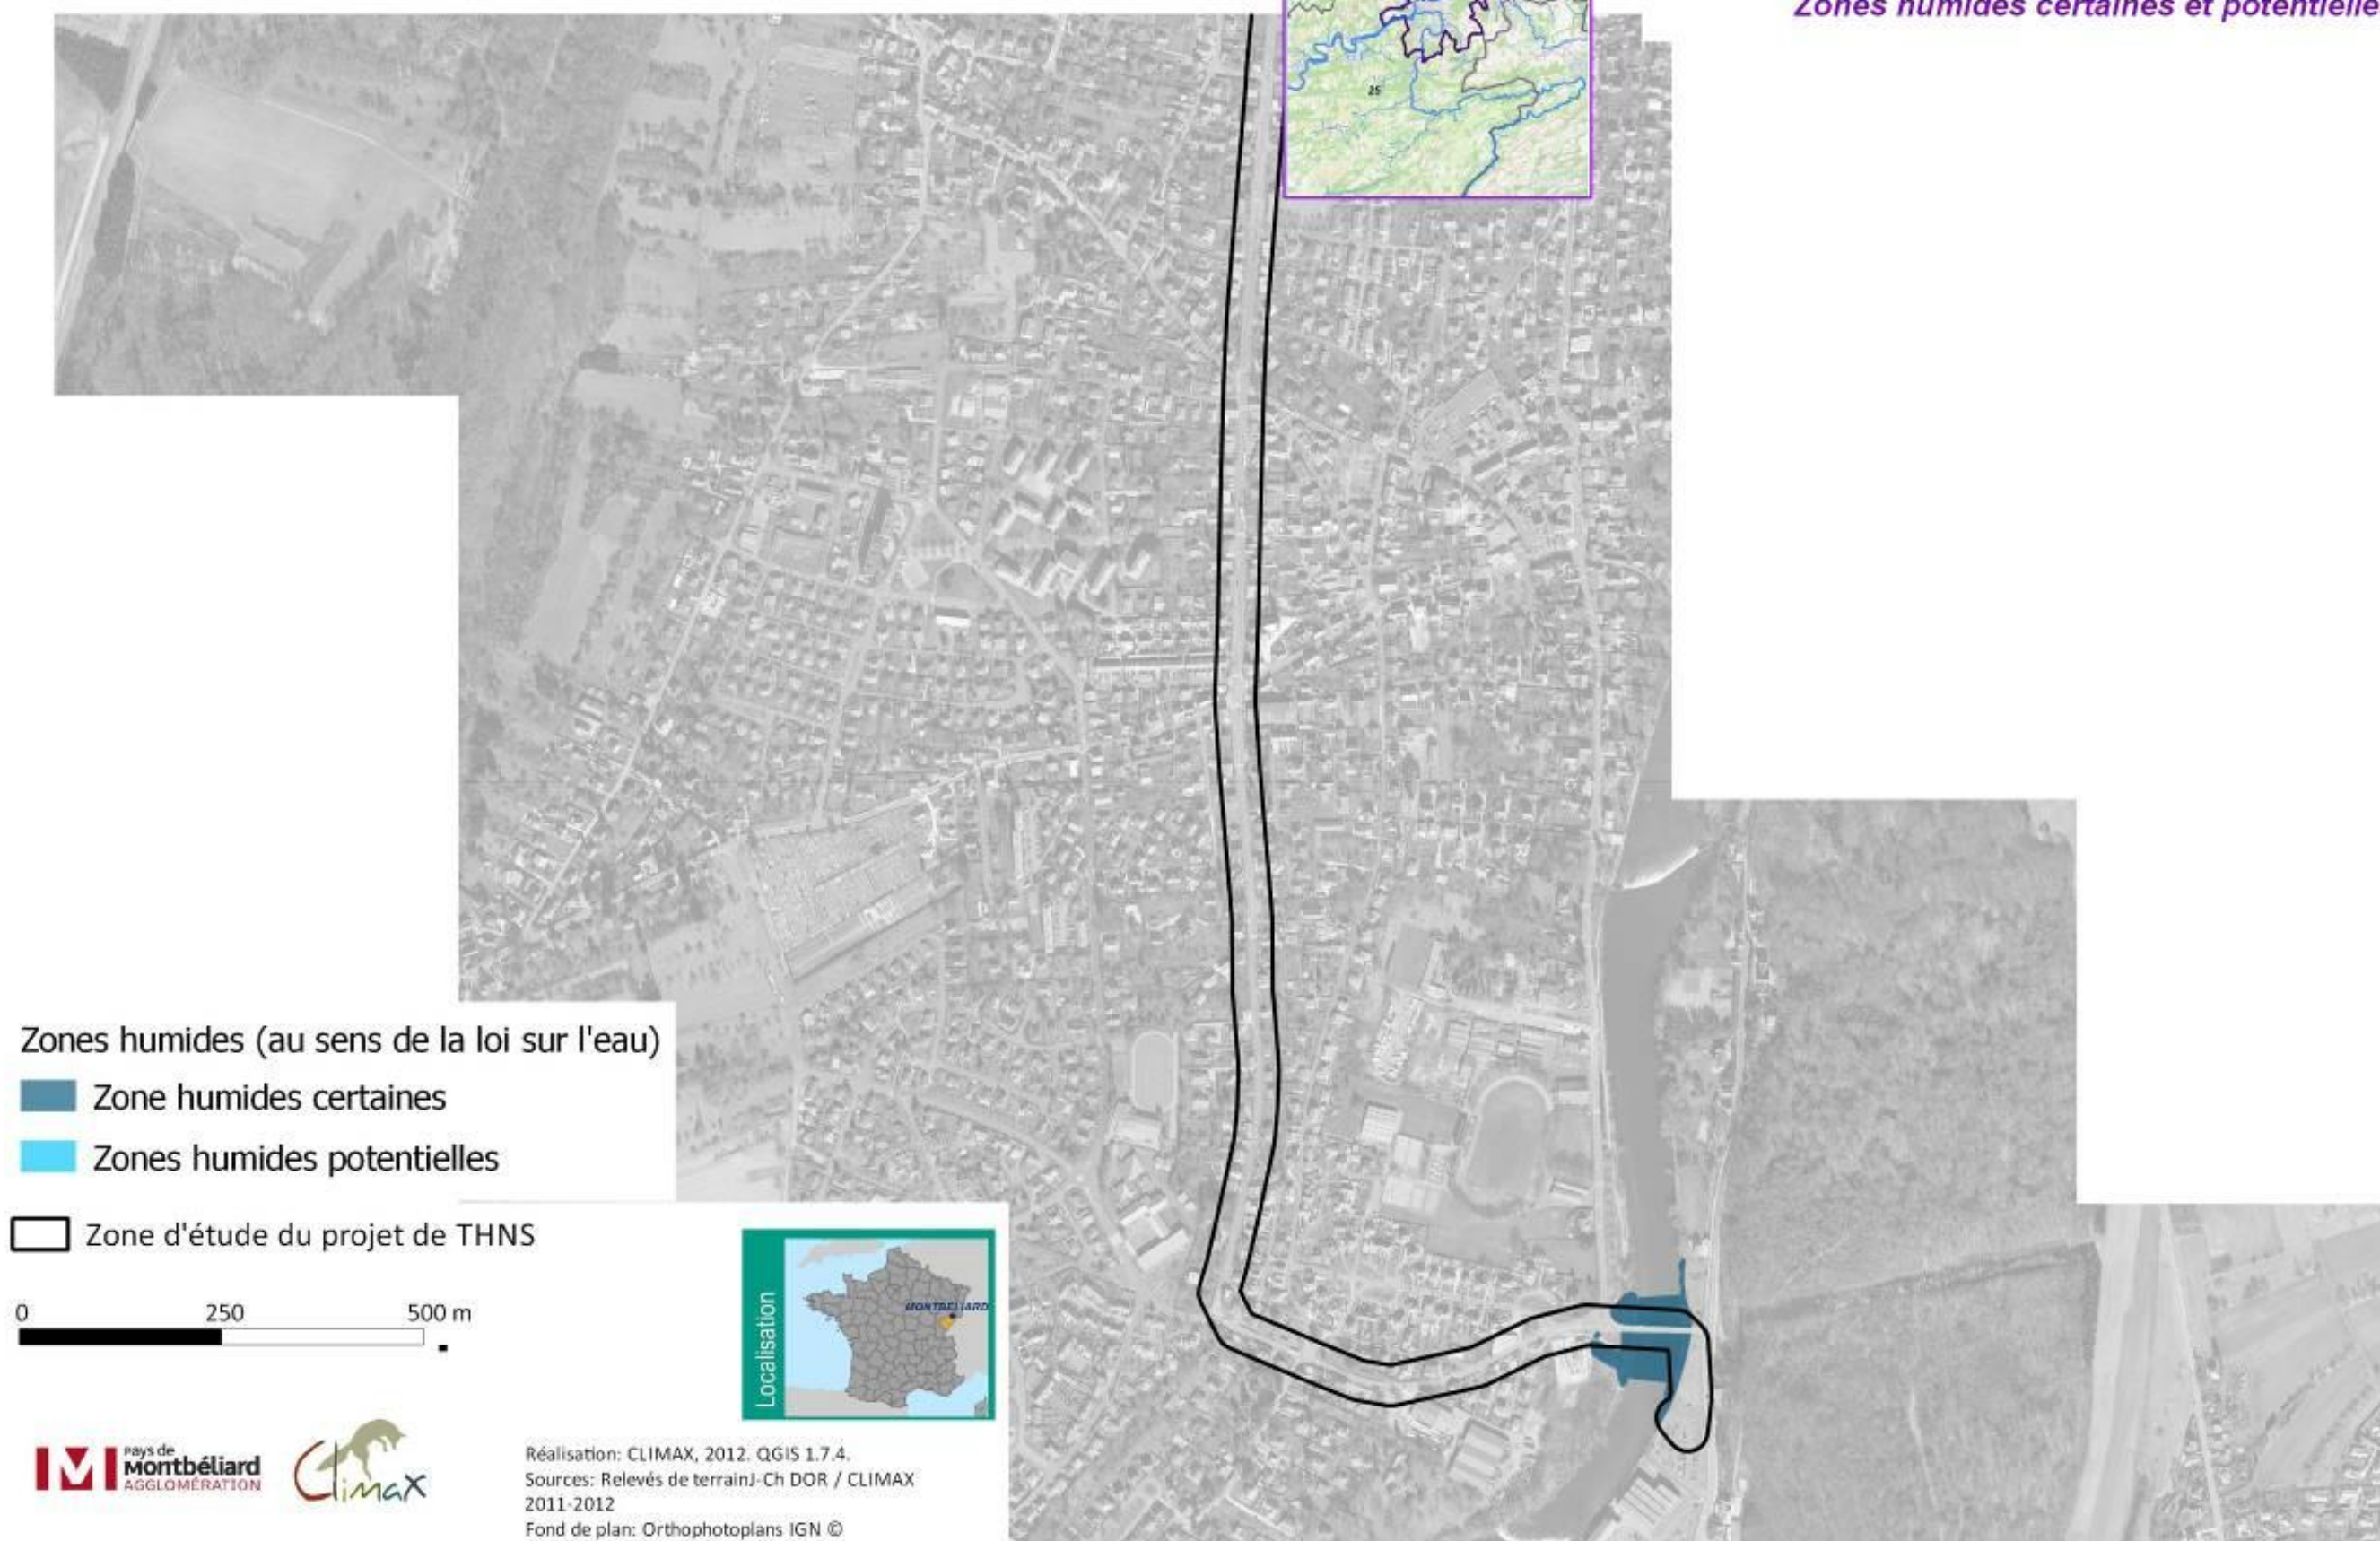 Zones humides certaines et potentielle
25
Zones humides (au sens de la loi sur l'eau)
Zone humides certaines
Zones humides potentielles
Zone d'étude du projet de THNS
0 250 500 m
Localisation
MONTBELIARD
Pays de
Montbéliard
AGGLOMÉRATION
Climax
Réalisation: CLIMAX, 2012. QGIS 1.7.4.
Sources: Relevés de terrainJ-Ch DOR / CLIMAX
2011-2012
Fond de plan: Orthophotoplans IGN ©